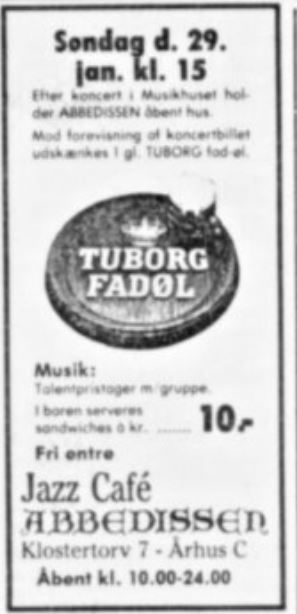 Søndag d. 29.
jan. kl. 15
Efter koncert i Musikhuset hol-
der ABBEDISSEN åbent hus.
Mod forevisning af koncertbillet
udskænkes 1 gl. TUBORG fad-øl.
TUBORG
FADØL
Musik:
Talentpristager m/gruppe.
I baren serveres
sandwiches à kr. ........ 10,-
Fri entre
Jazz Café
ABBEDISSEN
Klostertorv 7 - Århus C
Åbent kl. 10.00-24.00